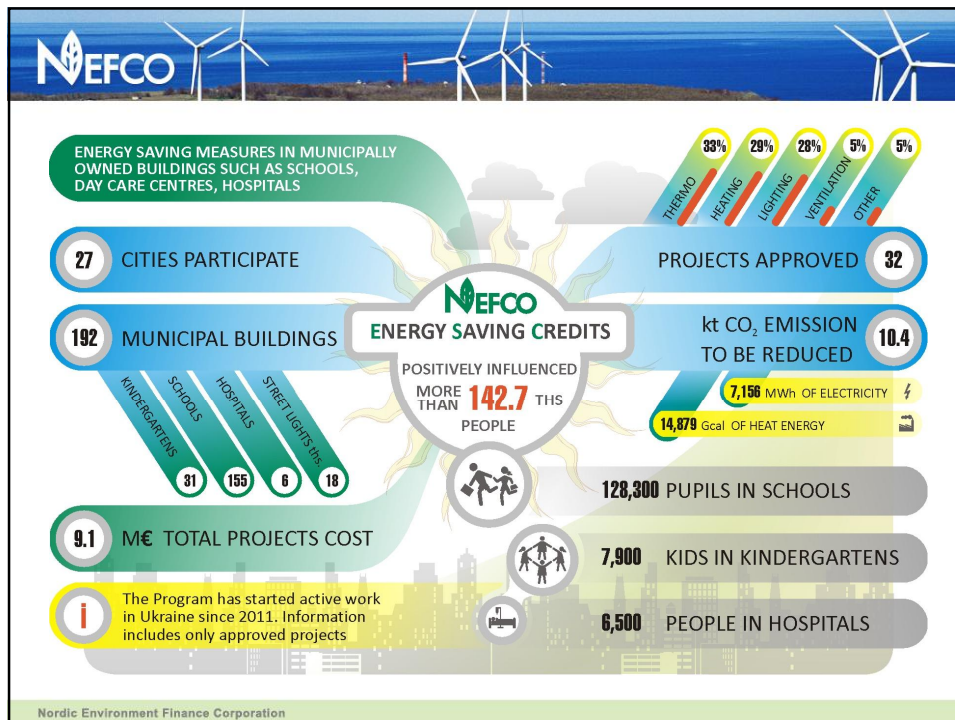 NEFCO
ENERGY SAVING MEASURES IN MUNICIPALLY
OWNED BUILDINGS SUCH AS SCHOOLS,
DAY CARE CENTRES, HOSPITALS
33%
29%
28%
5%
5%
THERMO
HEATING
LIGHTING
VENTILATION
OTHER
27 CITIES PARTICIPATE
PROJECTS APPROVED 32
192 MUNICIPAL BUILDINGS
NEFCO
ENERGY SAVING CREDITS
kt CO₂ EMISSION
TO BE REDUCED
10.4
POSITIVELY INFLUENCED
MORE
THAN
142.7 THS
PEOPLE
7,156 MWh OF ELECTRICITY
14,879 Gcal OF HEAT ENERGY
KINDERGARTENS
SCHOOLS
HOSPITALS
STREET LIGHTS ths.
31
155
6
18
128,300 PUPILS IN SCHOOLS
9.1 M€ TOTAL PROJECTS COST
7,900 KIDS IN KINDERGARTENS
i
The Program has started active work
in Ukraine since 2011. Information
includes only approved projects
6,500 PEOPLE IN HOSPITALS
Nordic Environment Finance Corporation